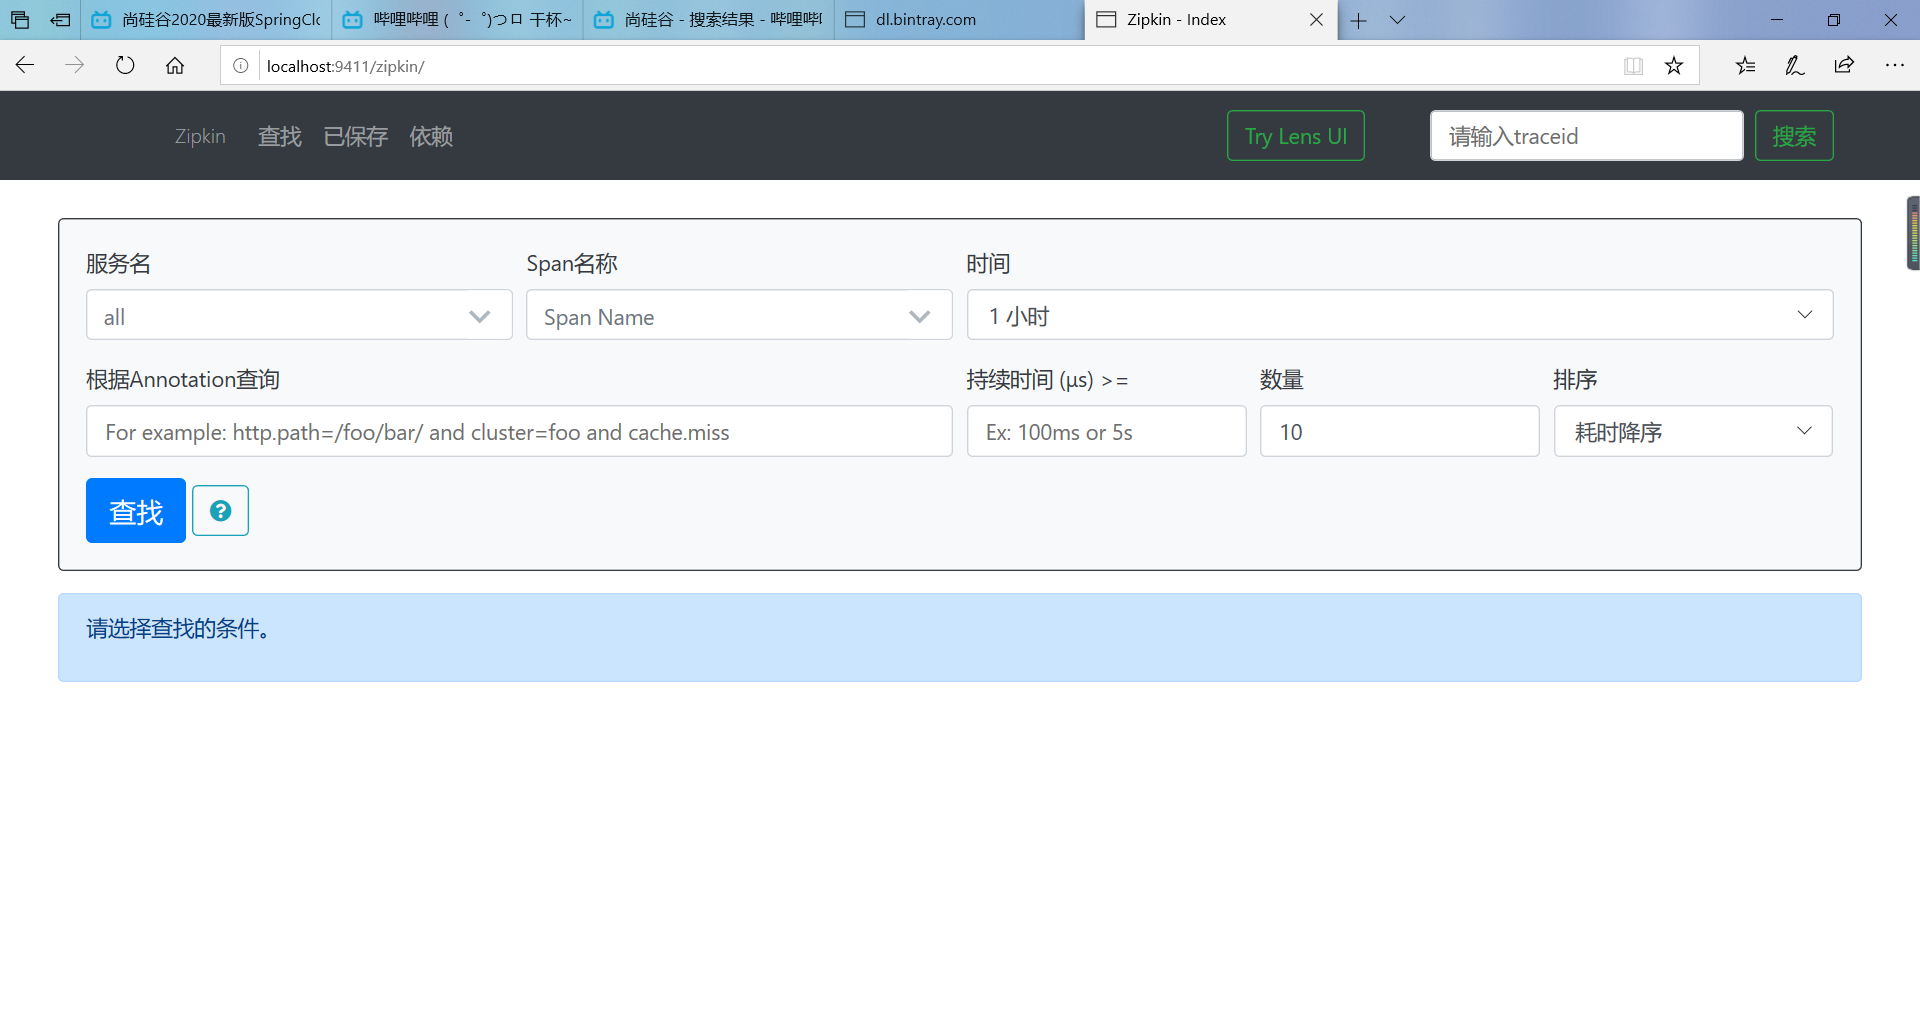 尚硅谷2020最新版SpringClo
哔哩哔哩 ( ゜- ゜)つロ 干杯~
尚硅谷 - 搜索结果 - 哔哩哔
dl.bintray.com
Zipkin - Index
localhost:9411/zipkin/
Zipkin 查找 已保存 依赖
Try Lens UI
请输入traceid
搜索
服务名 Span名称 时间
all Span Name 1 小时
根据Annotation查询 持续时间 (μs) >= 数量 排序
For example: http.path=/foo/bar/ and cluster=foo and cache.miss Ex: 100ms or 5s 10 耗时降序
查找 ?
请选择查找的条件。